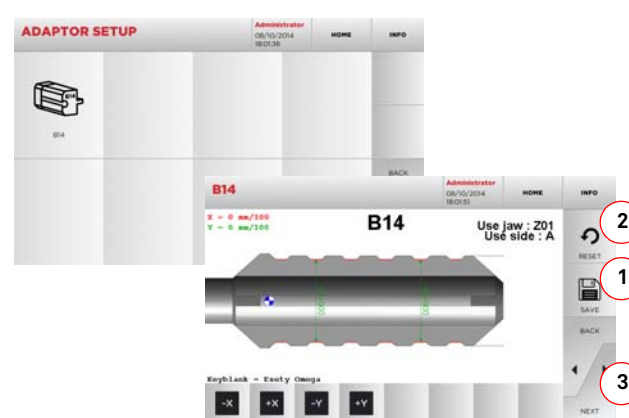 ADAPTOR SETUP
Administrator
08/10/2014
18:01:36
HOME
INFO
B14
B14
BACK
B14
Administrator
08/10/2014
18:01:51
HOME
INFO
X = 0 mm/100
Y = 0 mm/100
B14
Use jaw : Z01
Use side : A
2
RESET
1
SAVE
BACK
3
NEXT
Keyblank = Esety Omega
-X
+X
-Y
+Y